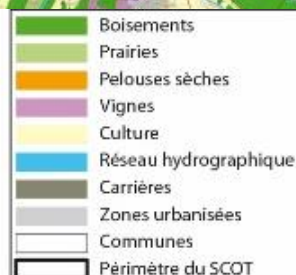 Boisements
Prairies
Pelouses sèches
Vignes
Culture
Réseau hydrographique
Carrières
Zones urbanisées
Communes
Périmètre du SCOT